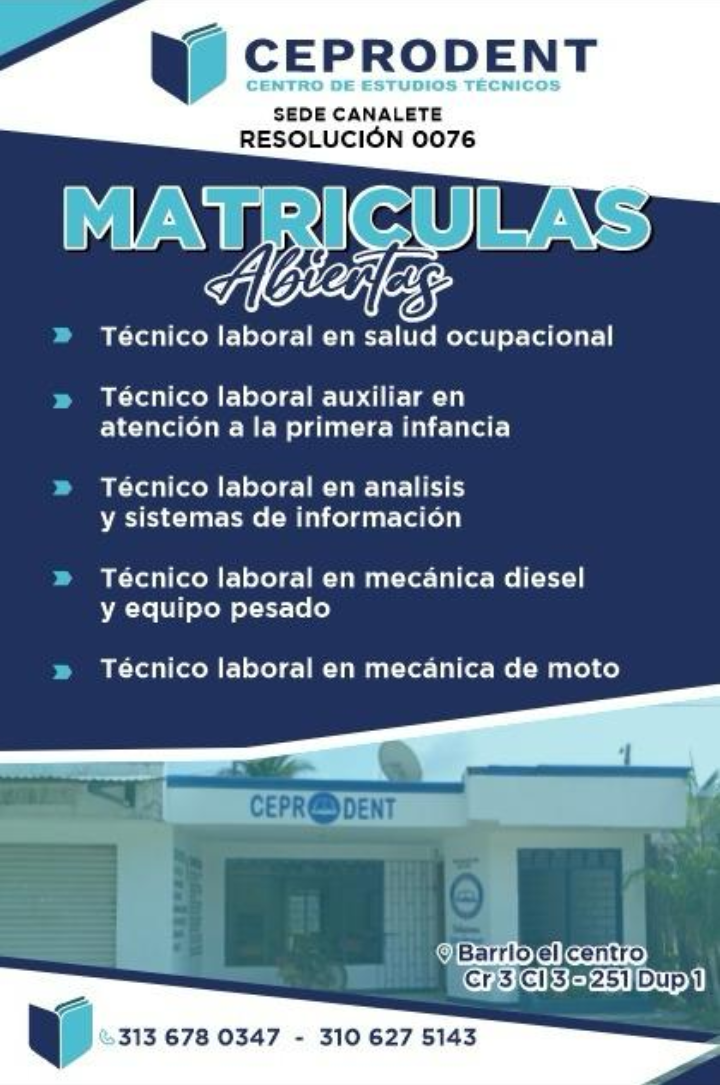 CEPRODENT
CENTRO DE ESTUDIOS TÉCNICOS
SEDE CANALETE
RESOLUCIÓN 0076
MATRICULAS
Abiertas
Técnico laboral en salud ocupacional
Técnico laboral auxiliar en
atención a la primera infancia
Técnico laboral en analisis
y sistemas de información
Técnico laboral en mecánica diesel
y equipo pesado
Técnico laboral en mecánica de moto
CEPRODENT
Barrio el centro
Cr 3 Cl 3 - 251 Dup 1
313 678 0347 - 310 627 5143